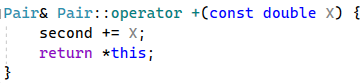 Pair& Pair::operator +(const double X) {
    second += X;
    return *this;
}